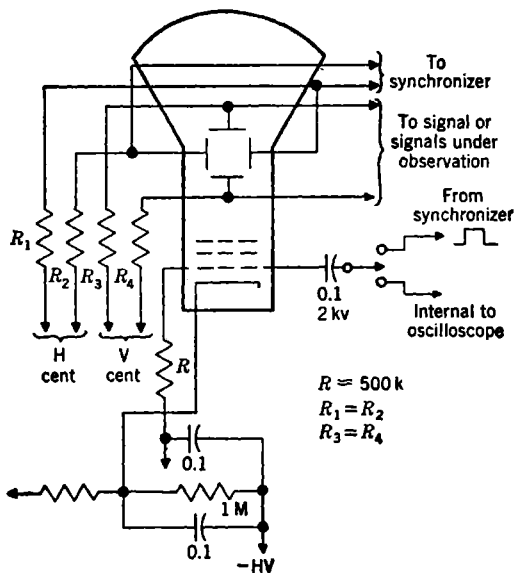 To
synchronizer
To signal or
signals under
observation
From
synchronizer
R₁
R₂
R₃
R₄
0.1
2 kv
Internal to
oscilloscope
H
cent
V
cent
R
R = 500 k
R₁ = R₂
R₃ = R₄
0.1
1 M
0.1
-HV